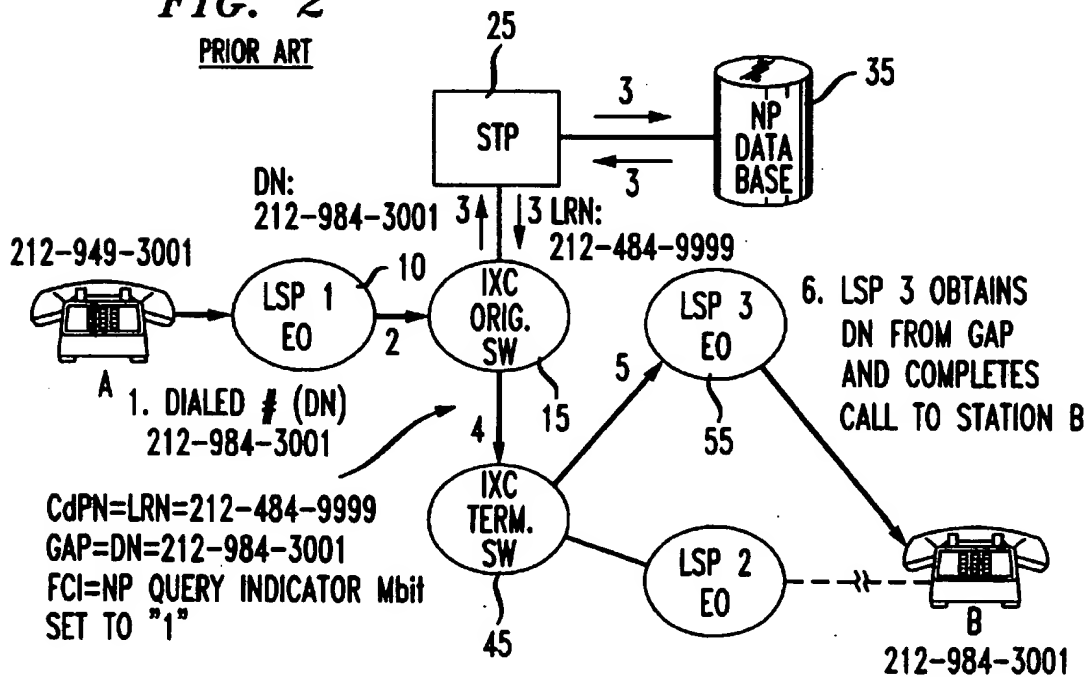 FIG. 2
PRIOR ART
25
35
STP
3
3
NP
DATA
BASE
DN:
212-984-3001
3
3 LRN:
212-484-9999
212-949-3001
10
LSP 1
EO
2
IXC
ORIG.
SW
15
LSP 3
EO
55
6. LSP 3 OBTAINS
DN FROM GAP
AND COMPLETES
CALL TO STATION B
A
1. DIALED # (DN)
212-984-3001
4
5
CdPN=LRN=212-484-9999
GAP=DN=212-984-3001
FCI=NP QUERY INDICATOR Mbit
SET TO "1"
IXC
TERM.
SW
45
LSP 2
EO
B
212-984-3001